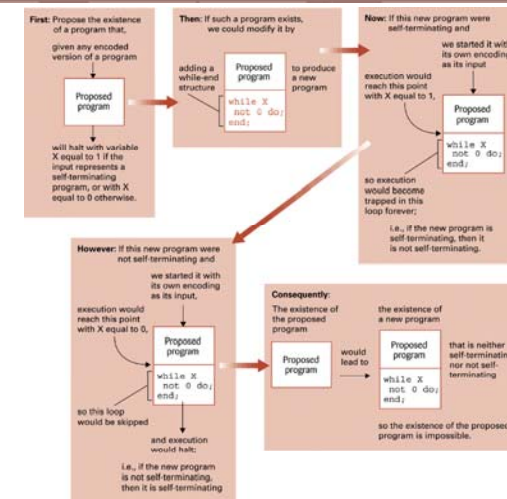 First: Propose the existence
of a program that,
given any encoded
version of a program
Proposed
program
will halt with variable
X equal to 1 if the
input represents a
self-terminating
program, or with X
equal to 0 otherwise.
Then: If such a program exists,
we could modify it by
adding a
while-end
structure
Proposed
program
while X
not 0 do;
end;
to produce
a new
program
Now: If this new program were
self-terminating and
we started it with
its own encoding
as its input
execution would
reach this point
with X equal to 1,
Proposed
program
while X
not 0 do;
end;
so execution
would become
trapped in this
loop forever;
i.e., if the new program is
self-terminating, then it
is not self-terminating.
However: If this new program were
not self-terminating and
we started it with
its own encoding
as its input,
execution would
reach this point
with X equal to 0,
Proposed
program
while X
not 0 do;
end;
so this loop
would be skipped
and execution
would halt;
i.e., if the new program
is not self-terminating,
then it is self-terminating
Consequently:
The existence of
the proposed
program
Proposed
program
would
lead to
the existence of
a new program
Proposed
program
while X
not 0 do;
end;
that is neither
self-terminating
nor not self-
terminating
so the existence of the proposed
program is impossible.